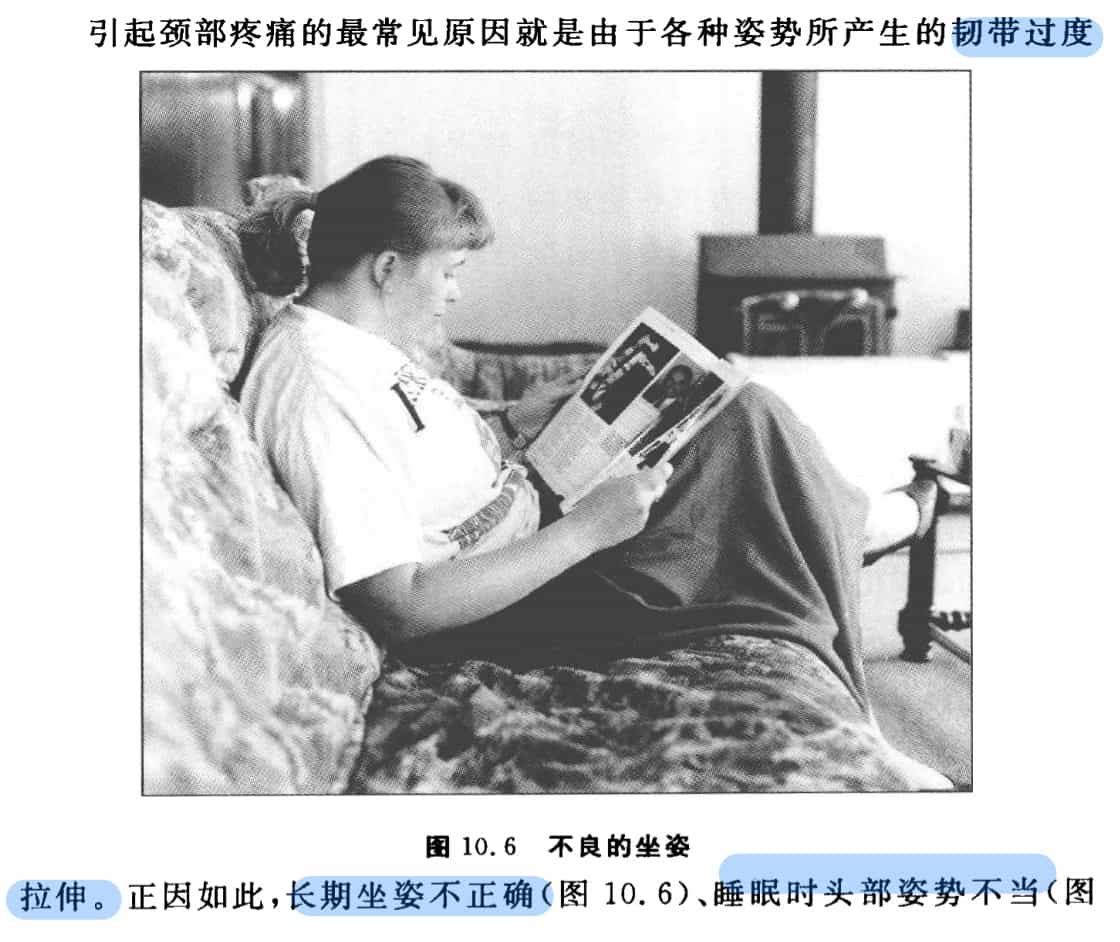 引起颈部疼痛的最常见原因就是由于各种姿势所产生的韧带过度
图 10.6 不良的坐姿
拉伸。正因如此,长期坐姿不正确(图 10.6)、睡眠时头部姿势不当(图